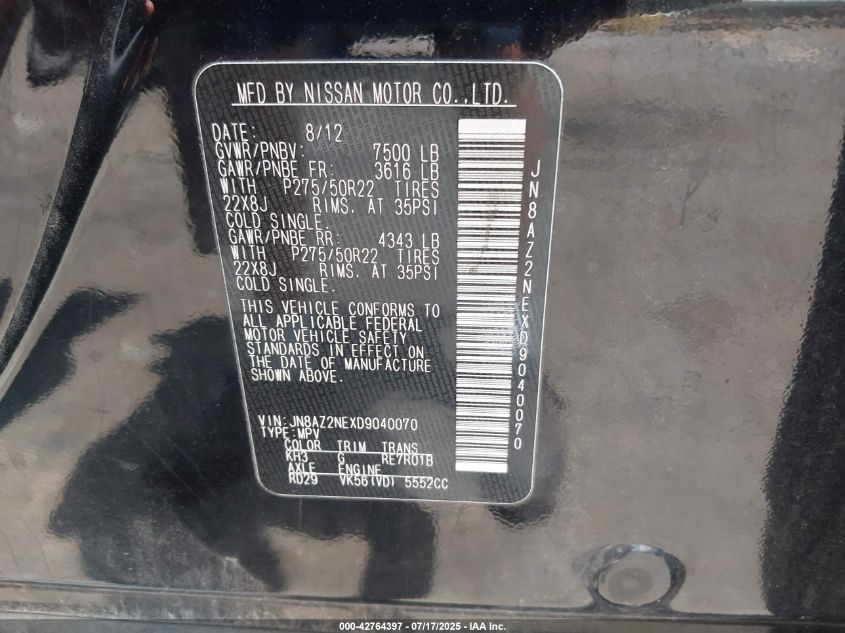 MFD BY NISSAN MOTOR CO.,LTD.
DATE: 8/12
GVWR/PNBV: 7500 LB
GAWR/PNBE FR: 3616 LB
WITH P275/50R22 TIRES
22X8J RIMS. AT 35PSI
COLD SINGLE.
GAWR/PNBE RR: 4343 LB
WITH P275/50R22 TIRES
22X8J RIMS. AT 35PSI
COLD SINGLE.
THIS VEHICLE CONFORMS TO
ALL APPLICABLE FEDERAL
MOTOR VEHICLE SAFETY
STANDARDS IN EFFECT ON
THE DATE OF MANUFACTURE
SHOWN ABOVE.
VIN: JN8AZ2NEXD9040070
TYPE: MPV
COLOR TRIM TRANS
KH3 G RE7R01B
AXLE ENGINE
RD29 VK56(VD) 5552CC
JN8AZ2NEXD9040070
000-42764397 / 07/17/2025 - IAA Inc.